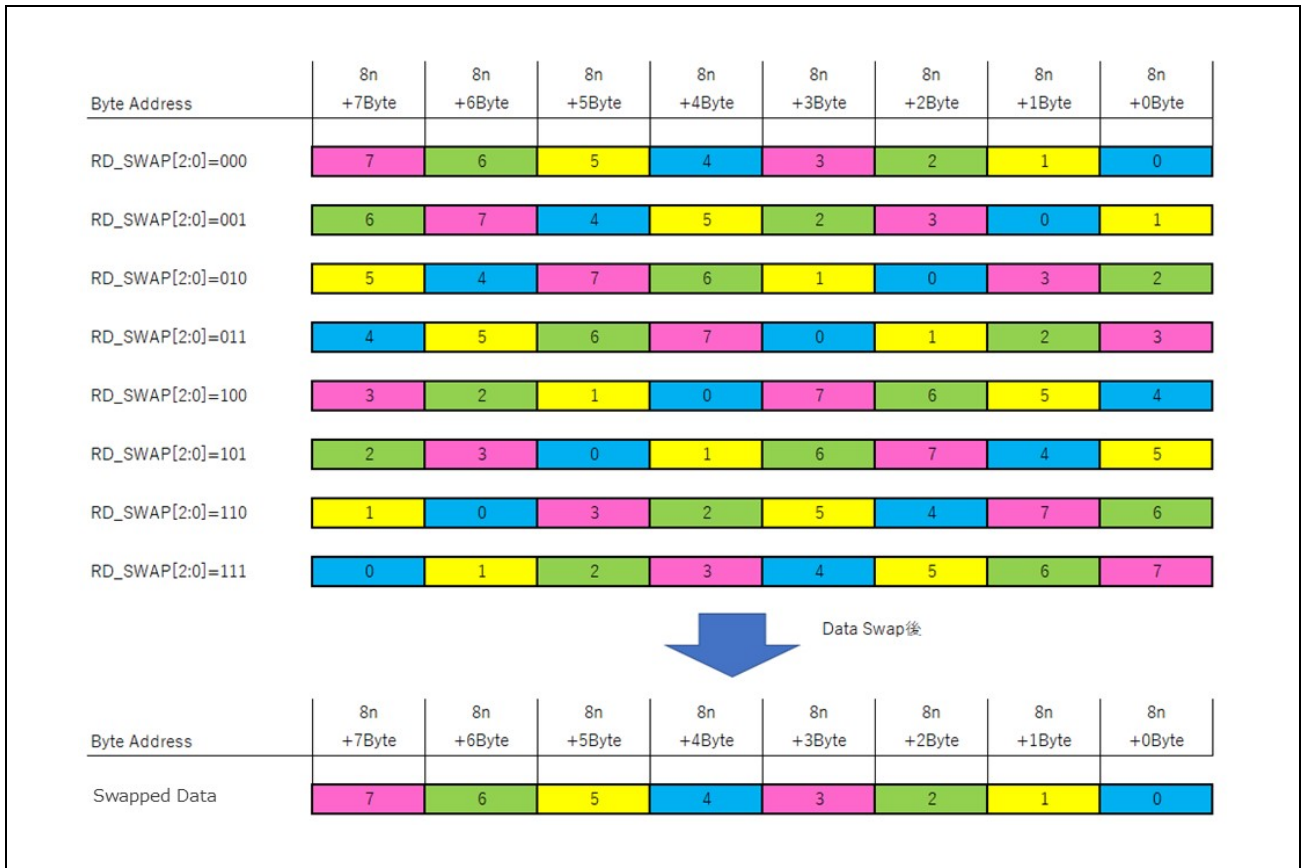 8n 8n 8n 8n 8n 8n 8n 8n
Byte Address +7Byte +6Byte +5Byte +4Byte +3Byte +2Byte +1Byte +0Byte
RD_SWAP[2:0]=000 7 6 5 4 3 2 1 0
RD_SWAP[2:0]=001 6 7 4 5 2 3 0 1
RD_SWAP[2:0]=010 5 4 7 6 1 0 3 2
RD_SWAP[2:0]=011 4 5 6 7 0 1 2 3
RD_SWAP[2:0]=100 3 2 1 0 7 6 5 4
RD_SWAP[2:0]=101 2 3 0 1 6 7 4 5
RD_SWAP[2:0]=110 1 0 3 2 5 4 7 6
RD_SWAP[2:0]=111 0 1 2 3 4 5 6 7
Data Swap後
8n 8n 8n 8n 8n 8n 8n 8n
Byte Address +7Byte +6Byte +5Byte +4Byte +3Byte +2Byte +1Byte +0Byte
Swapped Data 7 6 5 4 3 2 1 0